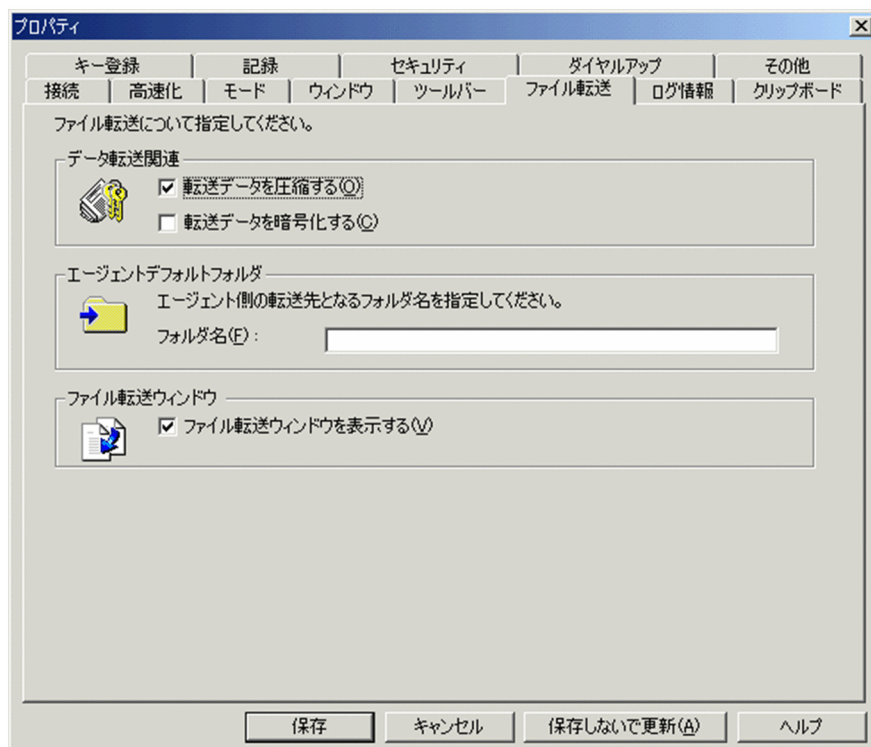 プロパティ
キー登録 記録 セキュリティ ダイヤルアップ その他
接続 高速化 モード ウィンドウ ツールバー ファイル転送 ログ情報 クリップボード
ファイル転送について指定してください。
データ転送関連
転送データを圧縮する(O)
転送データを暗号化する(C)
エージェントデフォルトフォルダ
エージェント側の転送先となるフォルダ名を指定してください。
フォルダ名(F):
ファイル転送ウィンドウ
ファイル転送ウィンドウを表示する(V)
保存 キャンセル 保存しないで更新(A) ヘルプ